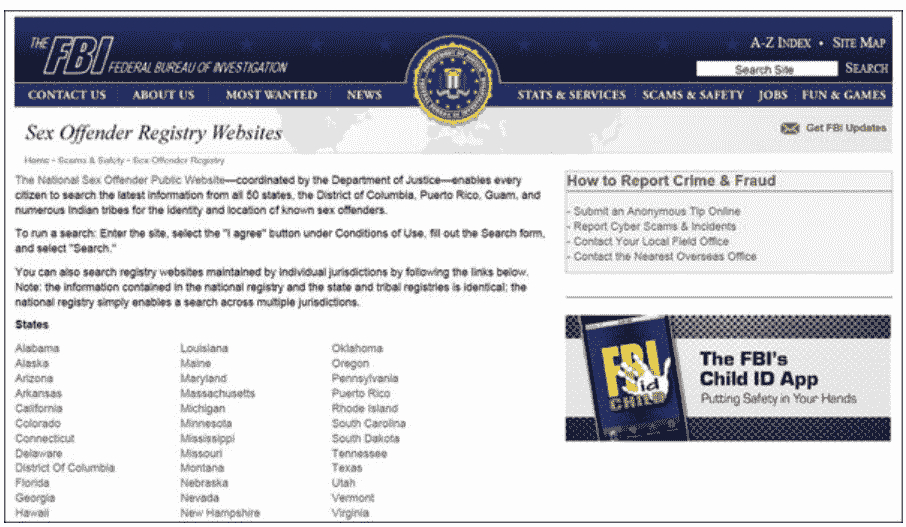 THE FBI FEDERAL BUREAU OF INVESTIGATION
A-Z INDEX • SITE MAP
Search Site SEARCH
CONTACT US ABOUT US MOST WANTED NEWS STATS & SERVICES SCAMS & SAFETY JOBS FUN & GAMES
Sex Offender Registry Websites
Get FBI Updates
Home • Scams & Safety • Sex Offender Registry
The National Sex Offender Public Website—coordinated by the Department of Justice—enables every
citizen to search the latest information from all 50 states, the District of Columbia, Puerto Rico, Guam, and
numerous Indian tribes for the identity and location of known sex offenders.
To run a search: Enter the site, select the "I agree" button under Conditions of Use, fill out the Search form,
and select "Search."
You can also search registry websites maintained by individual jurisdictions by following the links below.
Note: the information contained in the national registry and the state and tribal registries is identical; the
national registry simply enables a search across multiple jurisdictions.
States
Alabama
Alaska
Arizona
Arkansas
California
Colorado
Connecticut
Delaware
District Of Columbia
Florida
Georgia
Hawaii
Louisiana
Maine
Maryland
Massachusetts
Michigan
Minnesota
Mississippi
Missouri
Montana
Nebraska
Nevada
New Hampshire
Oklahoma
Oregon
Pennsylvania
Puerto Rico
Rhode Island
South Carolina
South Dakota
Tennessee
Texas
Utah
Vermont
Virginia
How to Report Crime & Fraud
- Submit an Anonymous Tip Online
- Report Cyber Scams & Incidents
- Contact Your Local Field Office
- Contact the Nearest Overseas Office
FBI
id
CHILD
The FBI's
Child ID App
Putting Safety in Your Hands